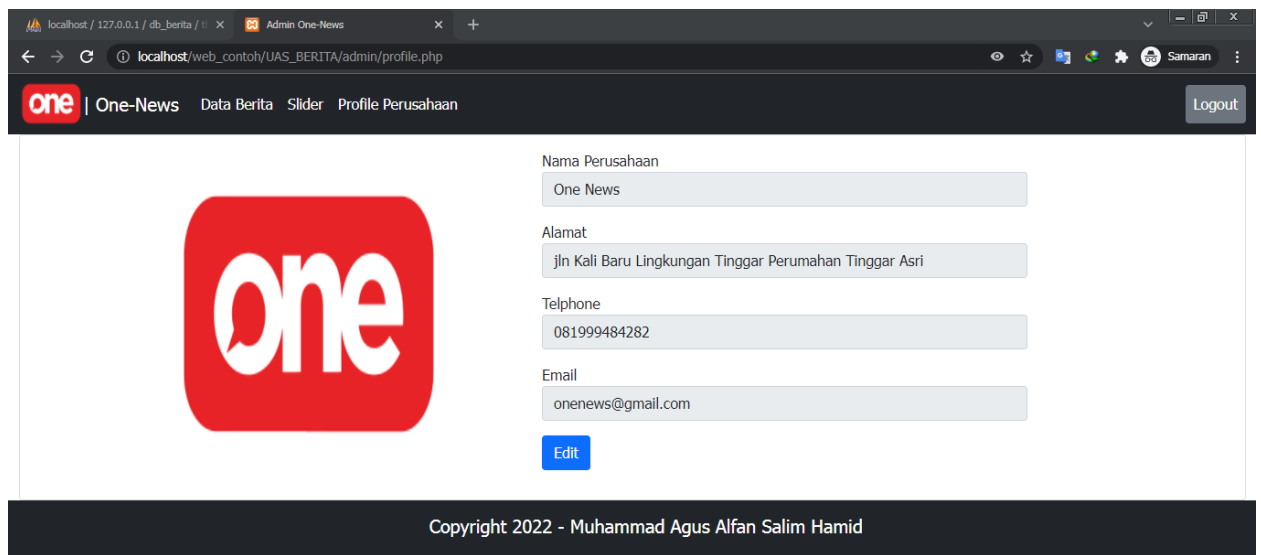 localhost / 127.0.0.1 / db_berita / t
Admin One-News
localhost/web_contoh/UAS_BERITA/admin/profile.php
Samaran
one | One-News Data Berita Slider Profile Perusahaan Logout
one
Nama Perusahaan
One News
Alamat
jln Kali Baru Lingkungan Tinggar Perumahan Tinggar Asri
Telphone
081999484282
Email
onenews@gmail.com
Edit
Copyright 2022 - Muhammad Agus Alfan Salim Hamid